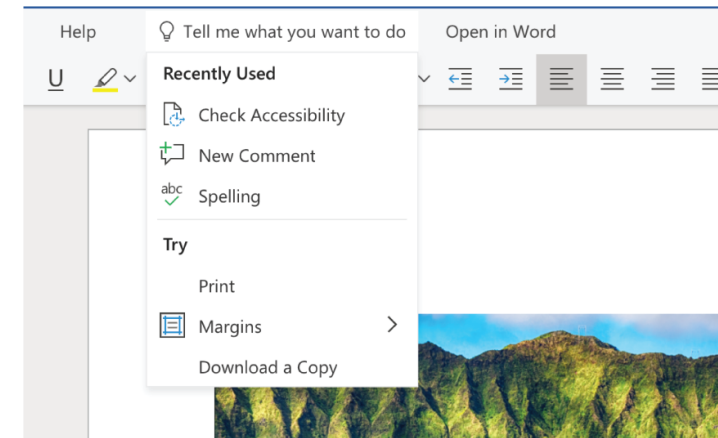 Help
Tell me what you want to do
Open in Word
U
Recently Used
Check Accessibility
New Comment
abc
Spelling
Try
Print
Margins
Download a Copy